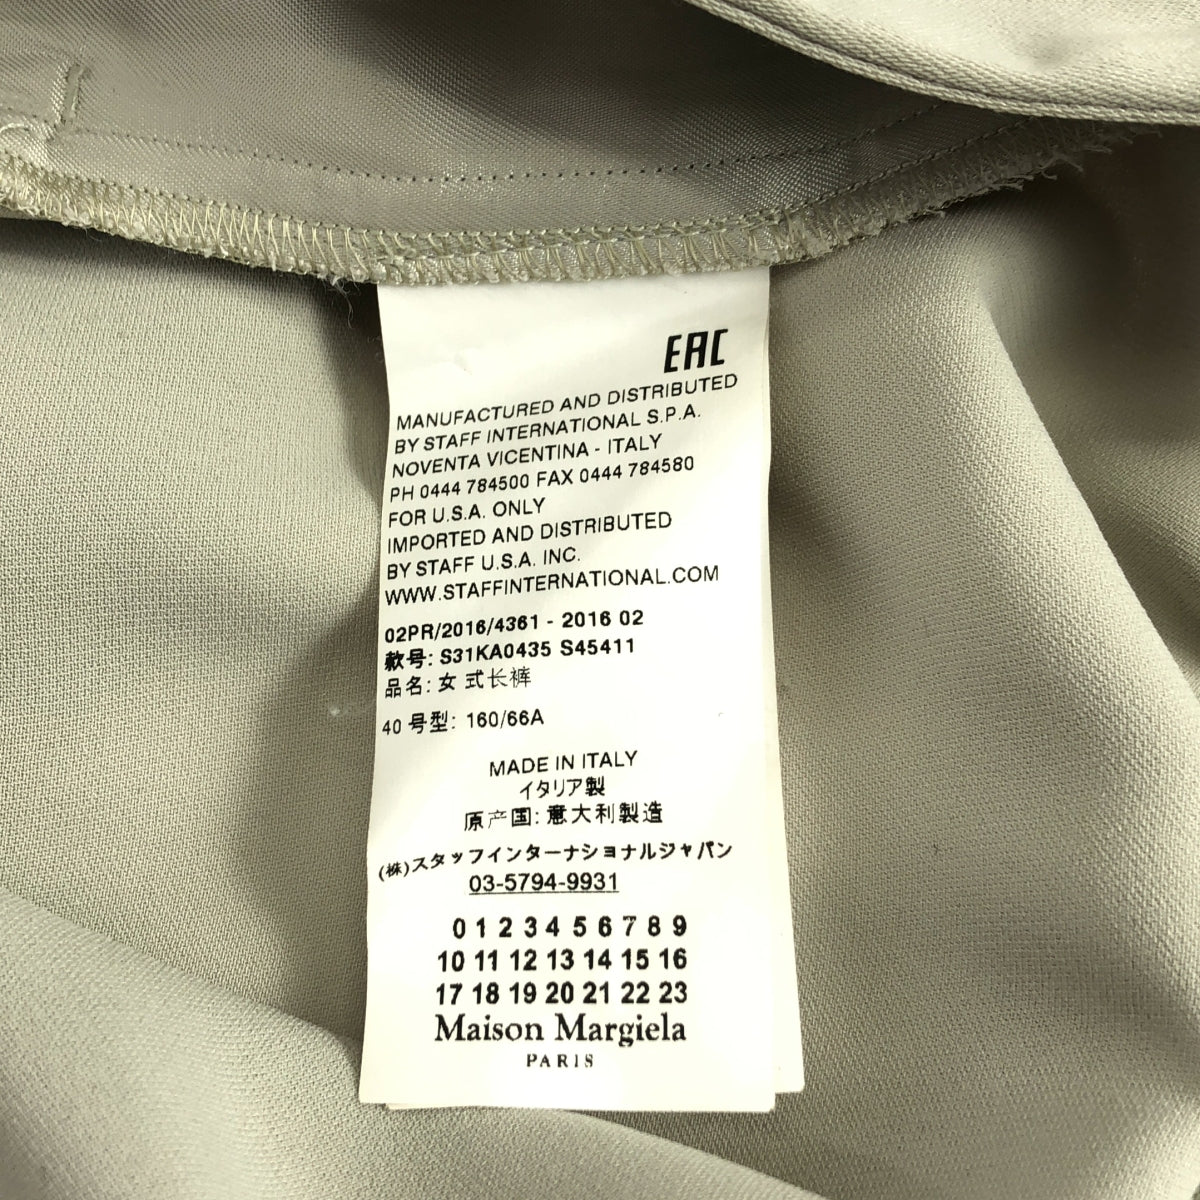 EAC
MANUFACTURED AND DISTRIBUTED
BY STAFF INTERNATIONAL S.P.A.
NOVENTA VICENTINA - ITALY
PH 0444 784500 FAX 0444 784580
FOR U.S.A. ONLY
IMPORTED AND DISTRIBUTED
BY STAFF U.S.A. INC.
WWW.STAFFINTERNATIONAL.COM
02PR/2016/4361 - 2016 02
款号: S31KA0435 S45411
品名: 女 式长裤
40 号型: 160/66A
MADE IN ITALY
イタリア製
原产国: 意大利製造
(株)スタッフインターナショナルジャパン
03-5794-9931
0 1 2 3 4 5 6 7 8 9
10 11 12 13 14 15 16
17 18 19 20 21 22 23
Maison Margiela
PARIS